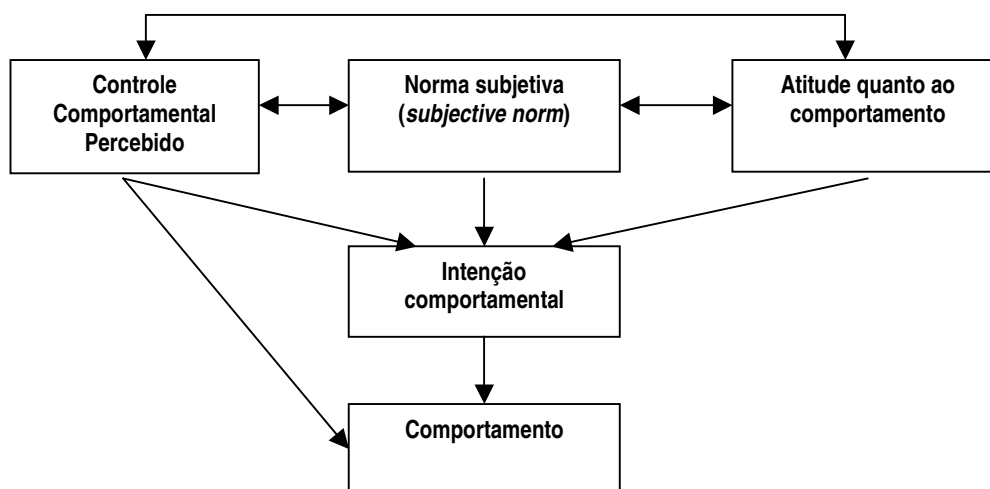 Controle
Comportamental
Percebido
Norma subjetiva
(subjective norm)
Atitude quanto ao
comportamento
Intenção
comportamental
Comportamento